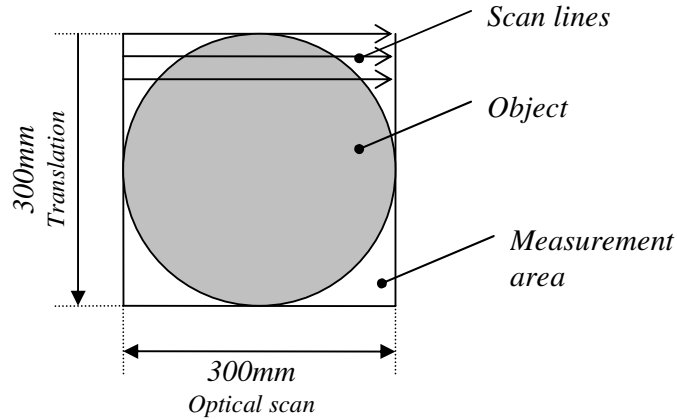 Scan lines
Object
300mm
Translation
Measurement
area
300mm
Optical scan